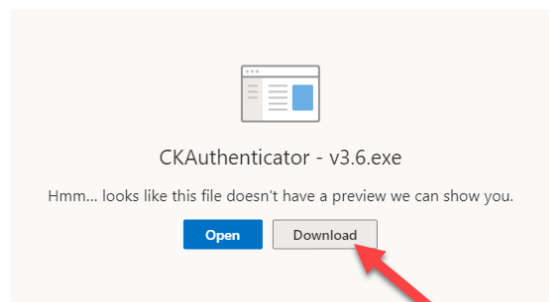 CKAuthenticator - v3.6.exe
Hmm... looks like this file doesn't have a preview we can show you.
Open Download